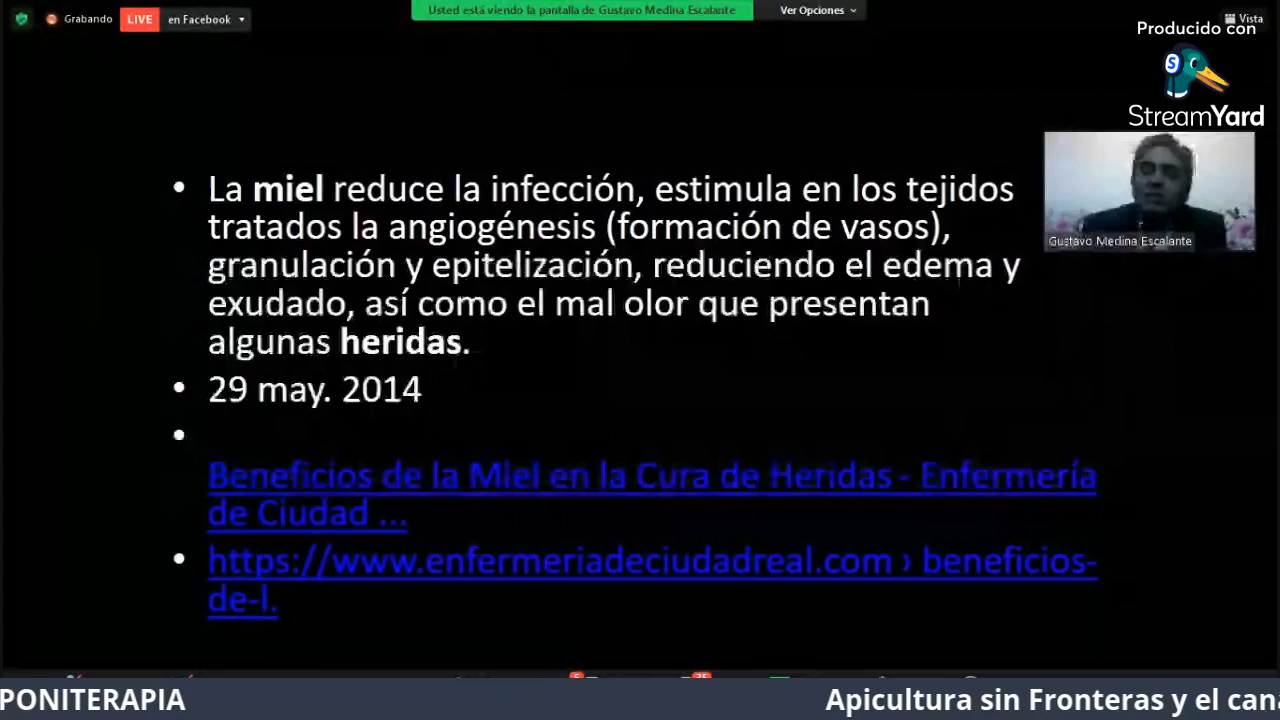 Grabando
LIVE
en Facebook
Usted está viendo la pantalla de Gustavo Medina Escalante
Ver Opciones
Vista
Producido con
S
StreamYard
Gustavo Medina Escalante
• La miel reduce la infección, estimula en los tejidos
tratados la angiogénesis (formación de vasos),
granulación y epitelización, reduciendo el edema y
exudado, así como el mal olor que presentan
algunas heridas.
• 29 may. 2014
•
Beneficios de la Miel en la Cura de Heridas - Enfermería
de Ciudad ...
• https://www.enfermeriadeciudadreal.com › beneficios-
de-l.
PONITERAPIA
Apicultura sin Fronteras y el cana